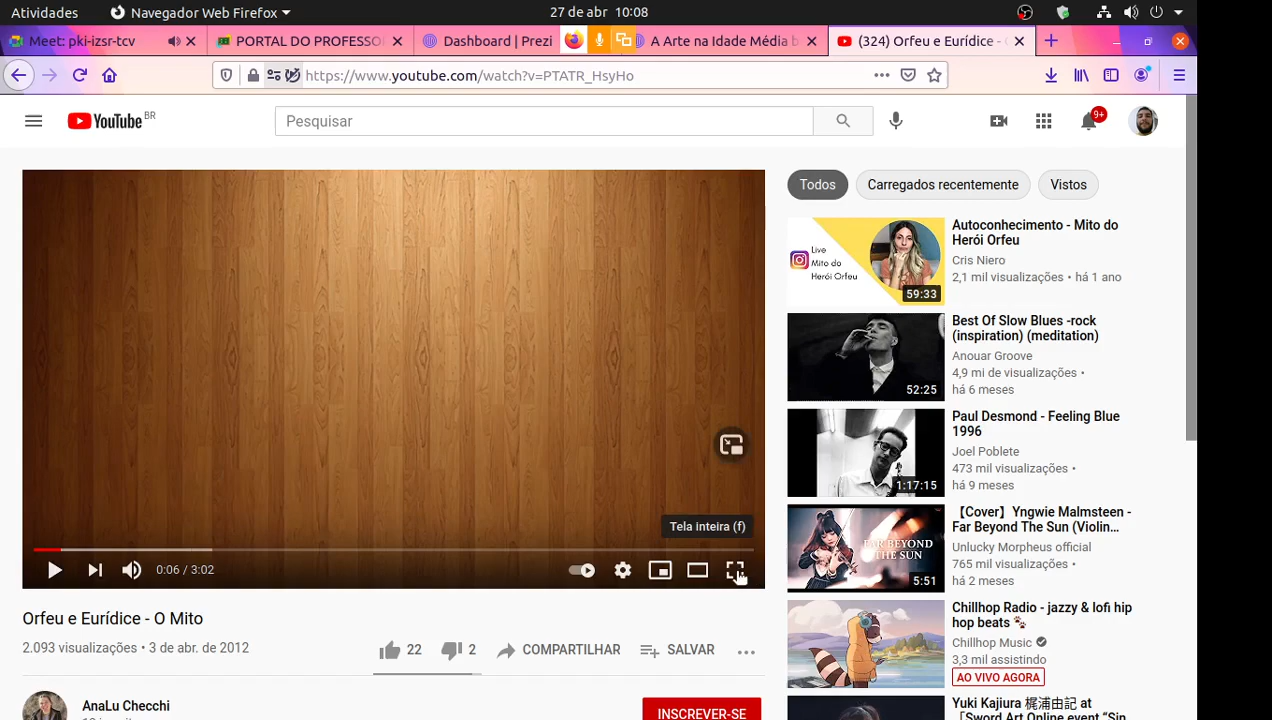 Atividades
Navegador Web Firefox
27 de abr 10:08
Meet: pki-izsr-tcv
PORTAL DO PROFESSO
Dashboard | Prezi
A Arte na Idade Média b
(324) Orfeu e Eurídice -
https://www.youtube.com/watch?v=PTATR_HsyHo
YouTube BR
Pesquisar
9+
Todos
Carregados recentemente
Vistos
Live
Mito do
Herói Orfeu
59:33
Autoconhecimento - Mito do
Herói Orfeu
Cris Niero
2,1 mil visualizações • há 1 ano
52:25
Best Of Slow Blues -rock
(inspiration) (meditation)
Anouar Groove
4,9 mi de visualizações •
há 6 meses
1:17:15
Paul Desmond - Feeling Blue
1996
Joel Poblete
473 mil visualizações •
há 9 meses
FAR BEYOND
THE SUN
5:51
【Cover】Yngwie Malmsteen -
Far Beyond The Sun (Violin...
Unlucky Morpheus official
765 mil visualizações •
há 2 meses
Chillhop Radio - jazzy & lofi hip
hop beats 🐾
Chillhop Music
3,3 mil assistindo
AO VIVO AGORA
Yuki Kajiura 梶浦由記 at
「Sword Art Online event “Sin
Tela inteira (f)
0:06 / 3:02
Orfeu e Eurídice - O Mito
2.093 visualizações • 3 de abr. de 2012
22
2
COMPARTILHAR
SALVAR
AnaLu Checchi
INSCREVER-SE